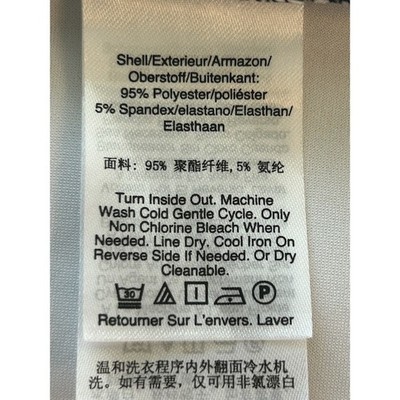 Shell/Exterieur/Armazon/
Oberstoff/Buitenkant:
95% Polyester/poliéster
5% Spandex/elastano/Elasthan/
Elasthaan
面料: 95% 聚酯纤维, 5% 氨纶
Turn Inside Out. Machine
Wash Cold Gentle Cycle. Only
Non Chlorine Bleach When
Needed. Line Dry, Cool Iron On
Reverse Side If Needed. Or Dry
Cleanable.
30 P
Retourner Sur L'envers. Laver
温和洗衣程序内外翻面冷水机
洗。如有需要，仅可用非氯漂白